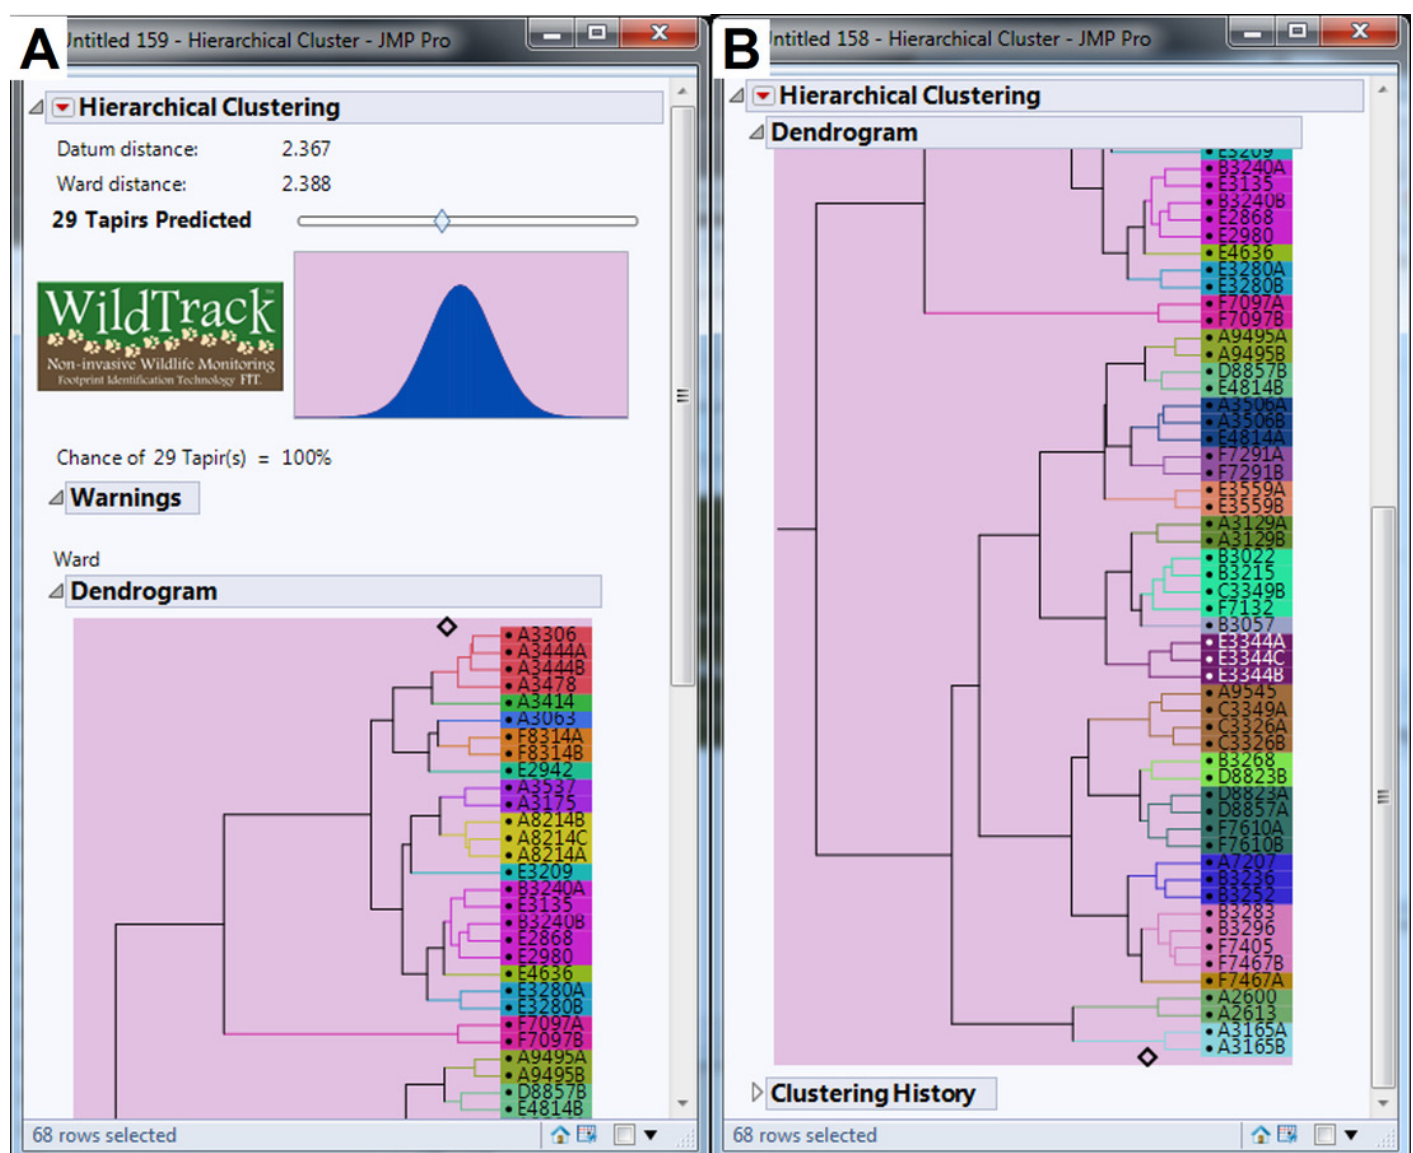 A
Untitled 159 - Hierarchical Cluster - JMP Pro
Hierarchical Clustering
Datum distance: 2.367
Ward distance: 2.388
29 Tapirs Predicted
WildTrack™
Non-invasive Wildlife Monitoring
Footprint Identification Technology FIT.
Chance of 29 Tapir(s) = 100%
Warnings
Ward
Dendrogram
A3306
A3444A
A3444B
A3478
A3414
A3063
F8314A
F8314B
E2942
A3537
A3175
A8214B
A8214C
A8214A
E3209
B3240A
E3135
B3240B
E2868
E2980
E4636
E3280A
E3280B
F7097A
F7097B
A9495A
A9495B
D8857B
E4814B
68 rows selected
B
Untitled 158 - Hierarchical Cluster - JMP Pro
Hierarchical Clustering
Dendrogram
E3209
B3240A
E3135
B3240B
E2868
E2980
E4636
E3280A
E3280B
F7097A
F7097B
A9495A
A9495B
D8857B
E4814B
A3506A
A3506B
E4814A
F7291A
F7291B
E3559A
E3559B
A3129A
A3129B
B3022
B3215
C3349B
F7132
B3057
E3344A
E3344C
E3344B
A9545
C3349A
C3326A
C3326B
B3268
D8823B
D8823A
D8857A
F7610A
F7610B
A7207
B3236
B3252
B3283
B3296
F7405
F7467B
F7467A
A2600
A2613
A3165A
A3165B
Clustering History
68 rows selected